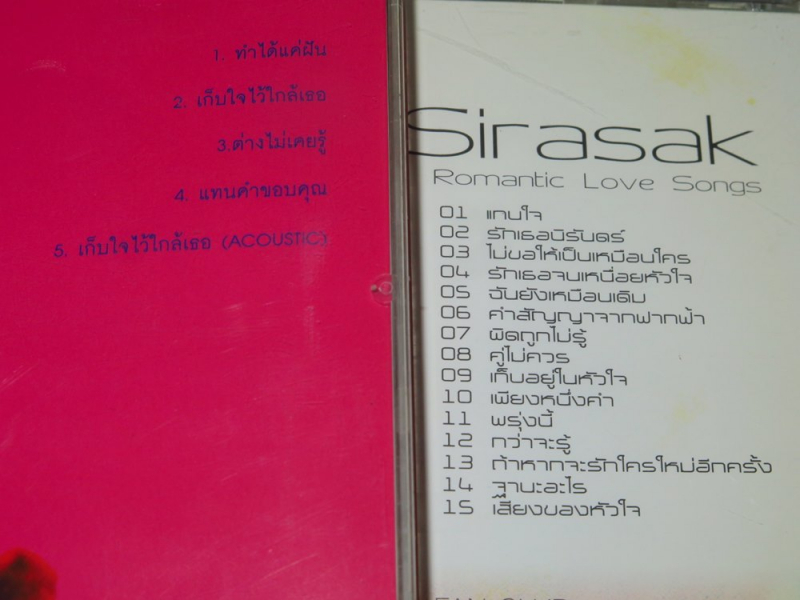 1. ทำได้แค่ฝัน
2. เก็บใจไว้ใกล้เธอ
3.ต่างไม่เคยรู้
4. แทนคำขอบคุณ
5. เก็บใจไว้ใกล้เธอ (ACOUSTIC)
Sirasak
Romantic Love Songs
01 แทนใจ
02 รักเธอนิรันดร์
03 ไม่ขอให้เป็นเหมือนใคร
04 รักเธอจนเหนื่อยหัวใจ
05 ฉันยังเหมือนเดิม
06 คำสัญญาจากฟากฟ้า
07 ผิดถูกไม่รู้
08 คู่ไม่ควร
09 เก็บอยู่ในหัวใจ
10 เพียงหนึ่งคำ
11 พรุ่งนี้
12 กว่าจะรู้
13 ถ้าหากจะรักใครใหม่อีกครั้ง
14 ฐานะอะไร
15 เสียงของหัวใจ